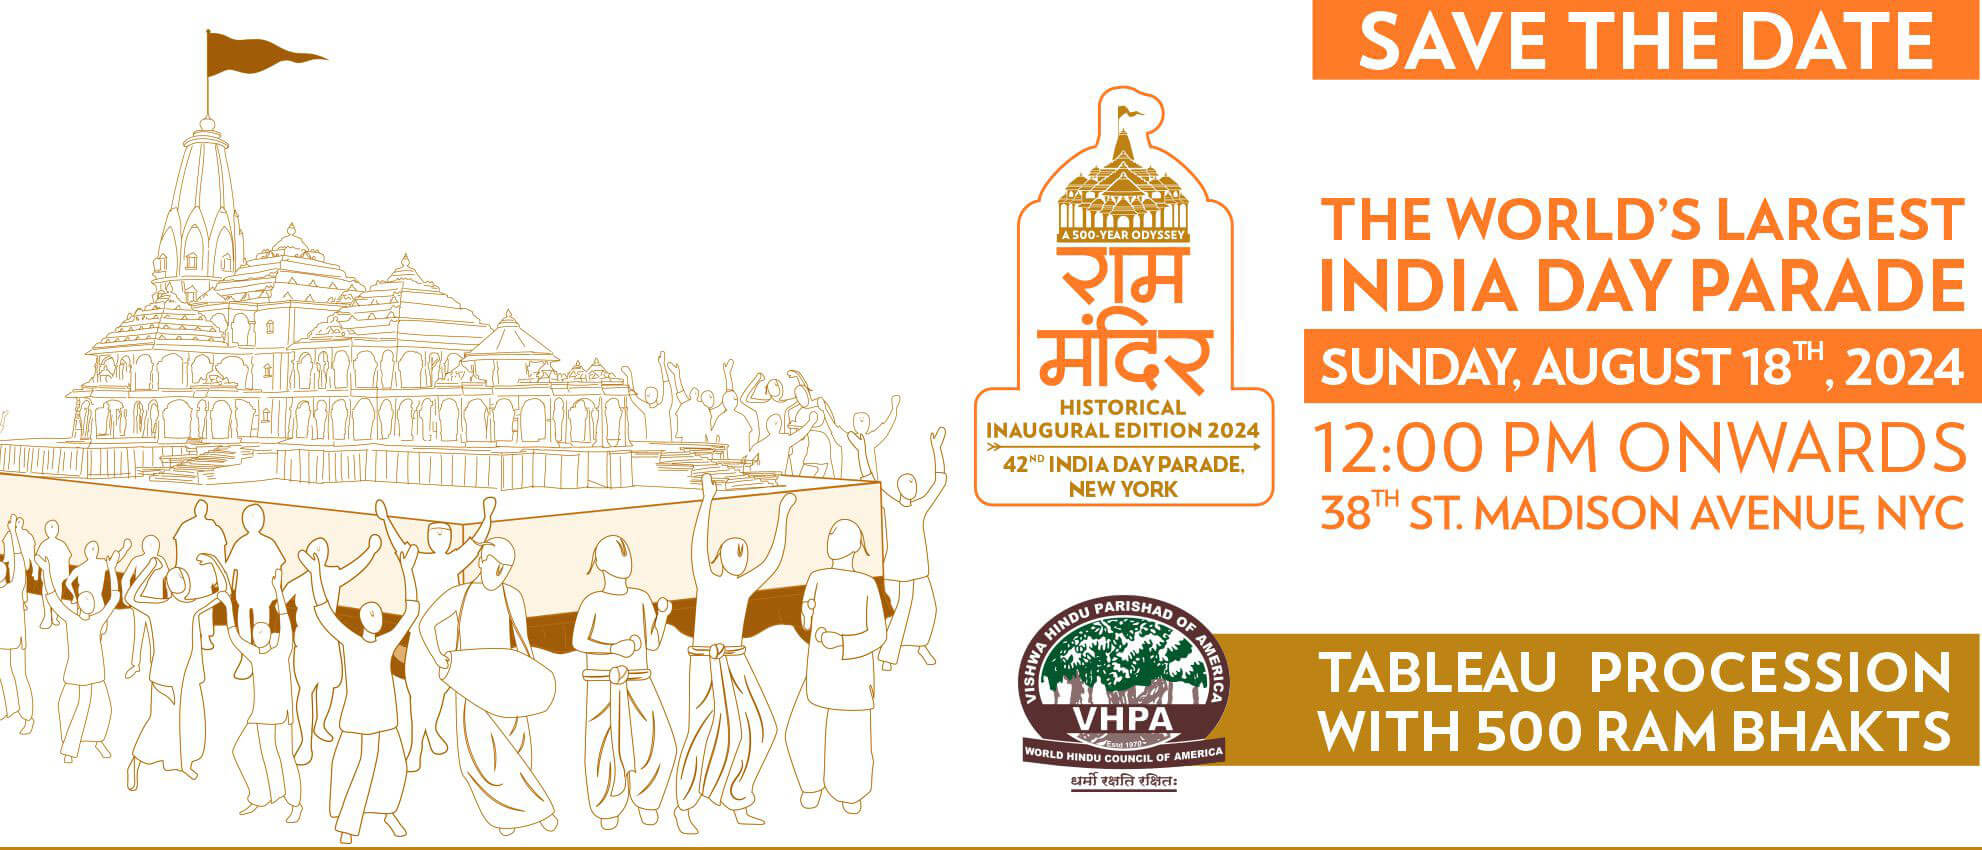 SAVE THE DATE
A 500-YEAR ODYSSEY
राम
मंदिर
HISTORICAL
INAUGURAL EDITION 2024
42ND INDIA DAY PARADE,
NEW YORK
THE WORLD'S LARGEST
INDIA DAY PARADE
SUNDAY, AUGUST 18TH, 2024
12:00 PM ONWARDS
38TH ST. MADISON AVENUE, NYC
VISHWA HINDU PARISHAD OF AMERICA
VHPA
Estd 1970
WORLD HINDU COUNCIL OF AMERICA
धर्मो रक्षति रक्षितः
TABLEAU PROCESSION
WITH 500 RAM BHAKTS